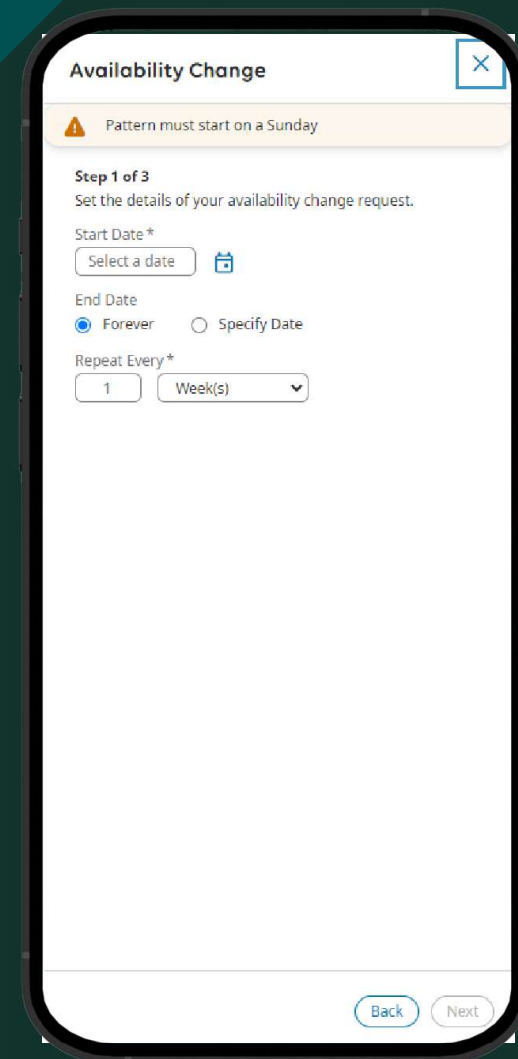 Availability Change
Pattern must start on a Sunday
Step 1 of 3
Set the details of your availability change request.
Start Date *
Select a date
End Date
Forever Specify Date
Repeat Every *
1 Week(s)
Back Next